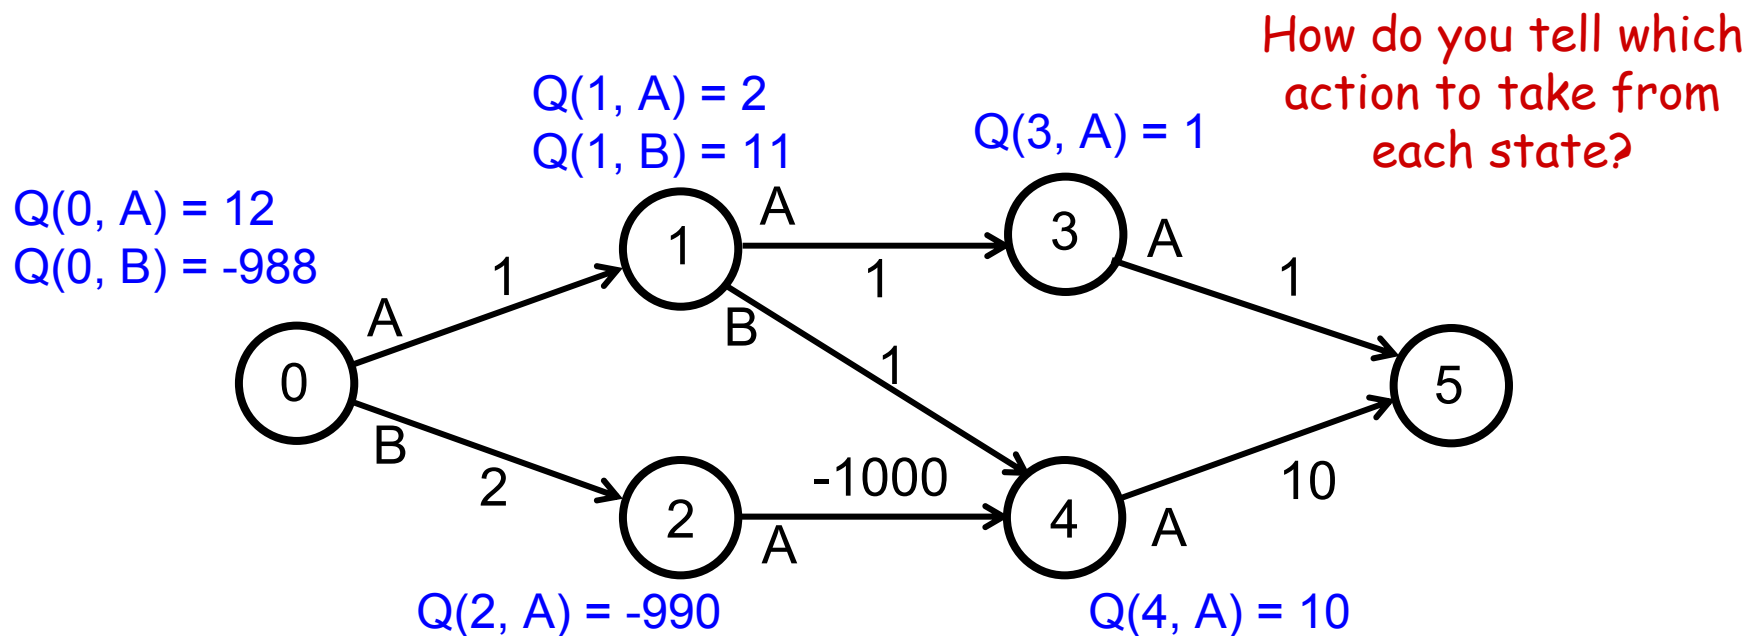 How do you tell which
action to take from
each state?
Q(1, A) = 2
Q(1, B) = 11
Q(3, A) = 1
Q(0, A) = 12
Q(0, B) = -988
A
1
1
A
1
B
3
A
1
1
0
A
B
2
5
2
-1000
A
4
A
10
Q(2, A) = -990
Q(4, A) = 10